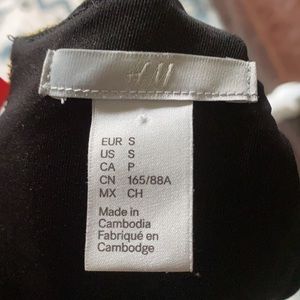 H&M
EUR S
US S
CA P
CN 165/88A
MX CH
Made in
Cambodia
Fabriqué en
Cambodge